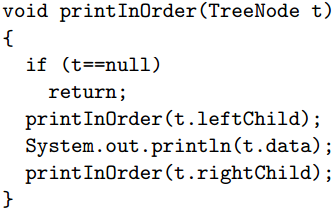 void printInOrder(TreeNode t)
{
  if (t==null)
    return;
  printInOrder(t.leftChild);
  System.out.println(t.data);
  printInOrder(t.rightChild);
}